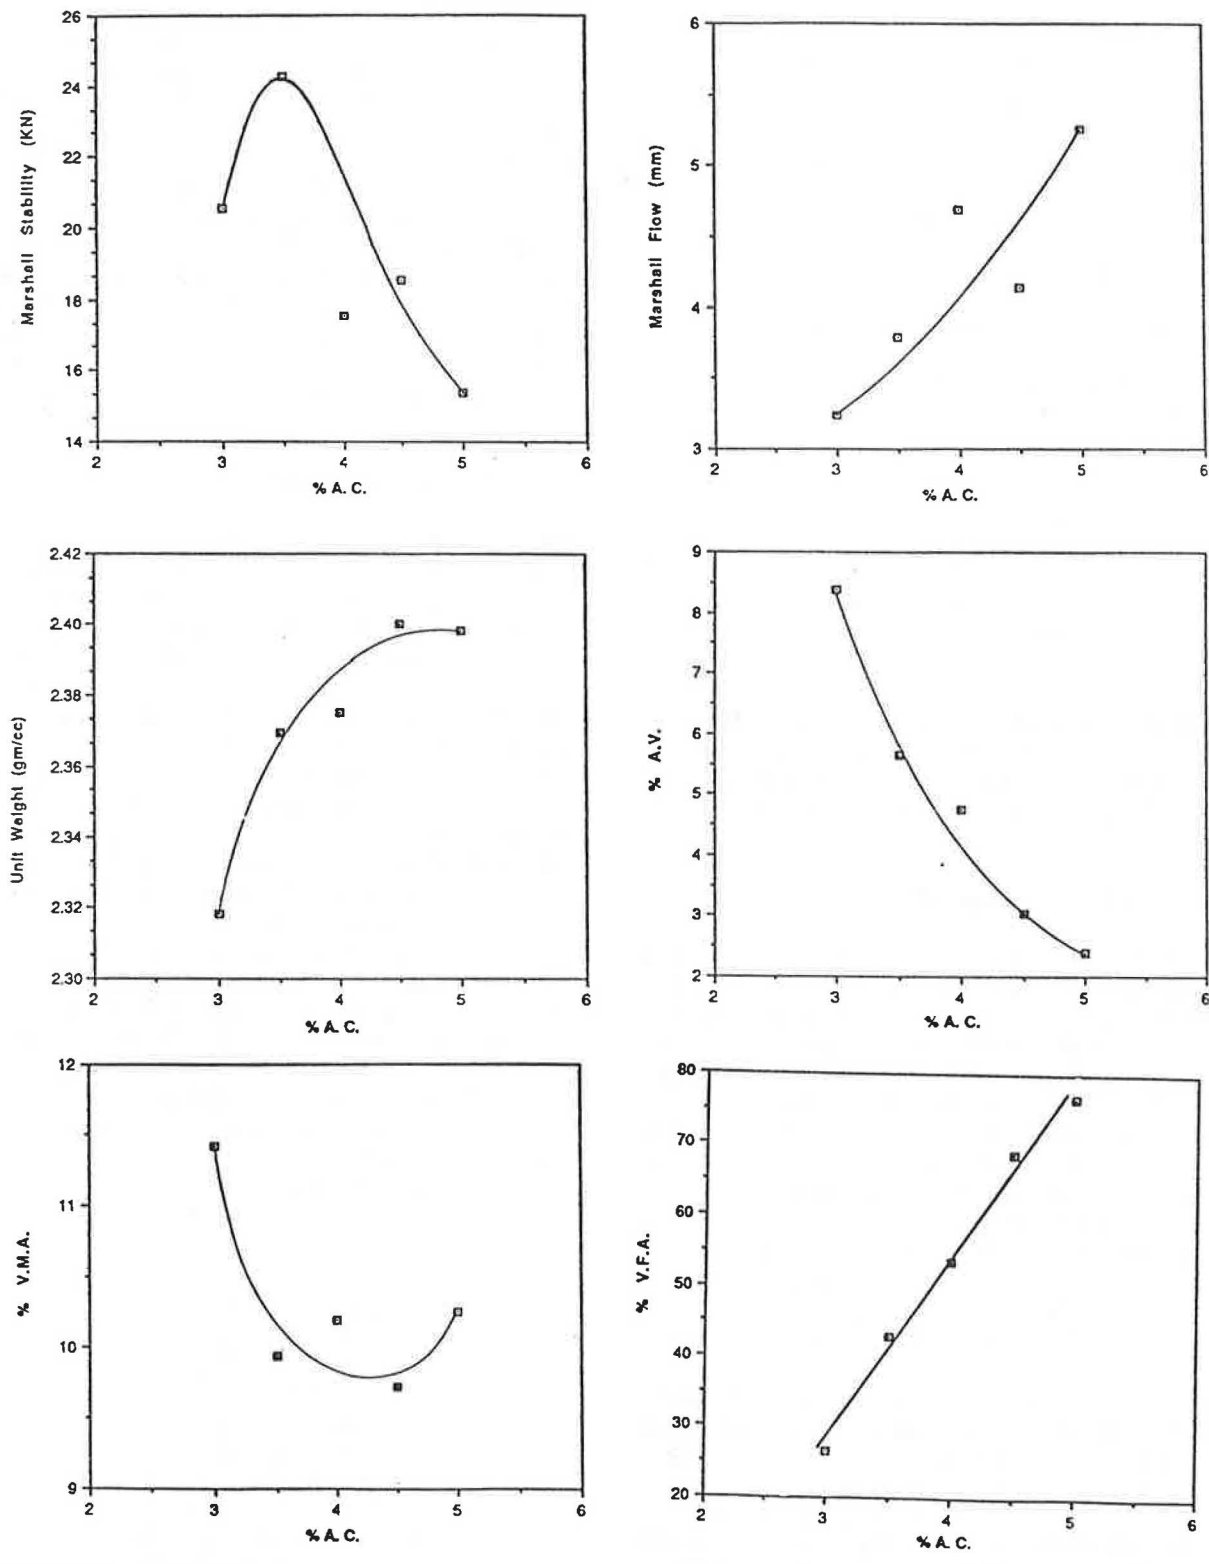 26
24
22
20
18
16
14
Marshall Stability (KN)
2 3 4 5 6
% A. C.
6
5
4
3
Marshall Flow (mm)
2 3 4 5 6
% A. C.
2.42
2.40
2.38
2.36
2.34
2.32
2.30
Unit Weight (gm/cc)
2 3 4 5 6
% A. C.
9
8
7
6
5
4
3
2
% A.V.
2 3 4 5 6
% A. C.
12
11
10
9
% V.M.A.
2 3 4 5 6
% A. C.
80
70
60
50
40
30
20
% V.F.A.
2 3 4 5 6
% A. C.